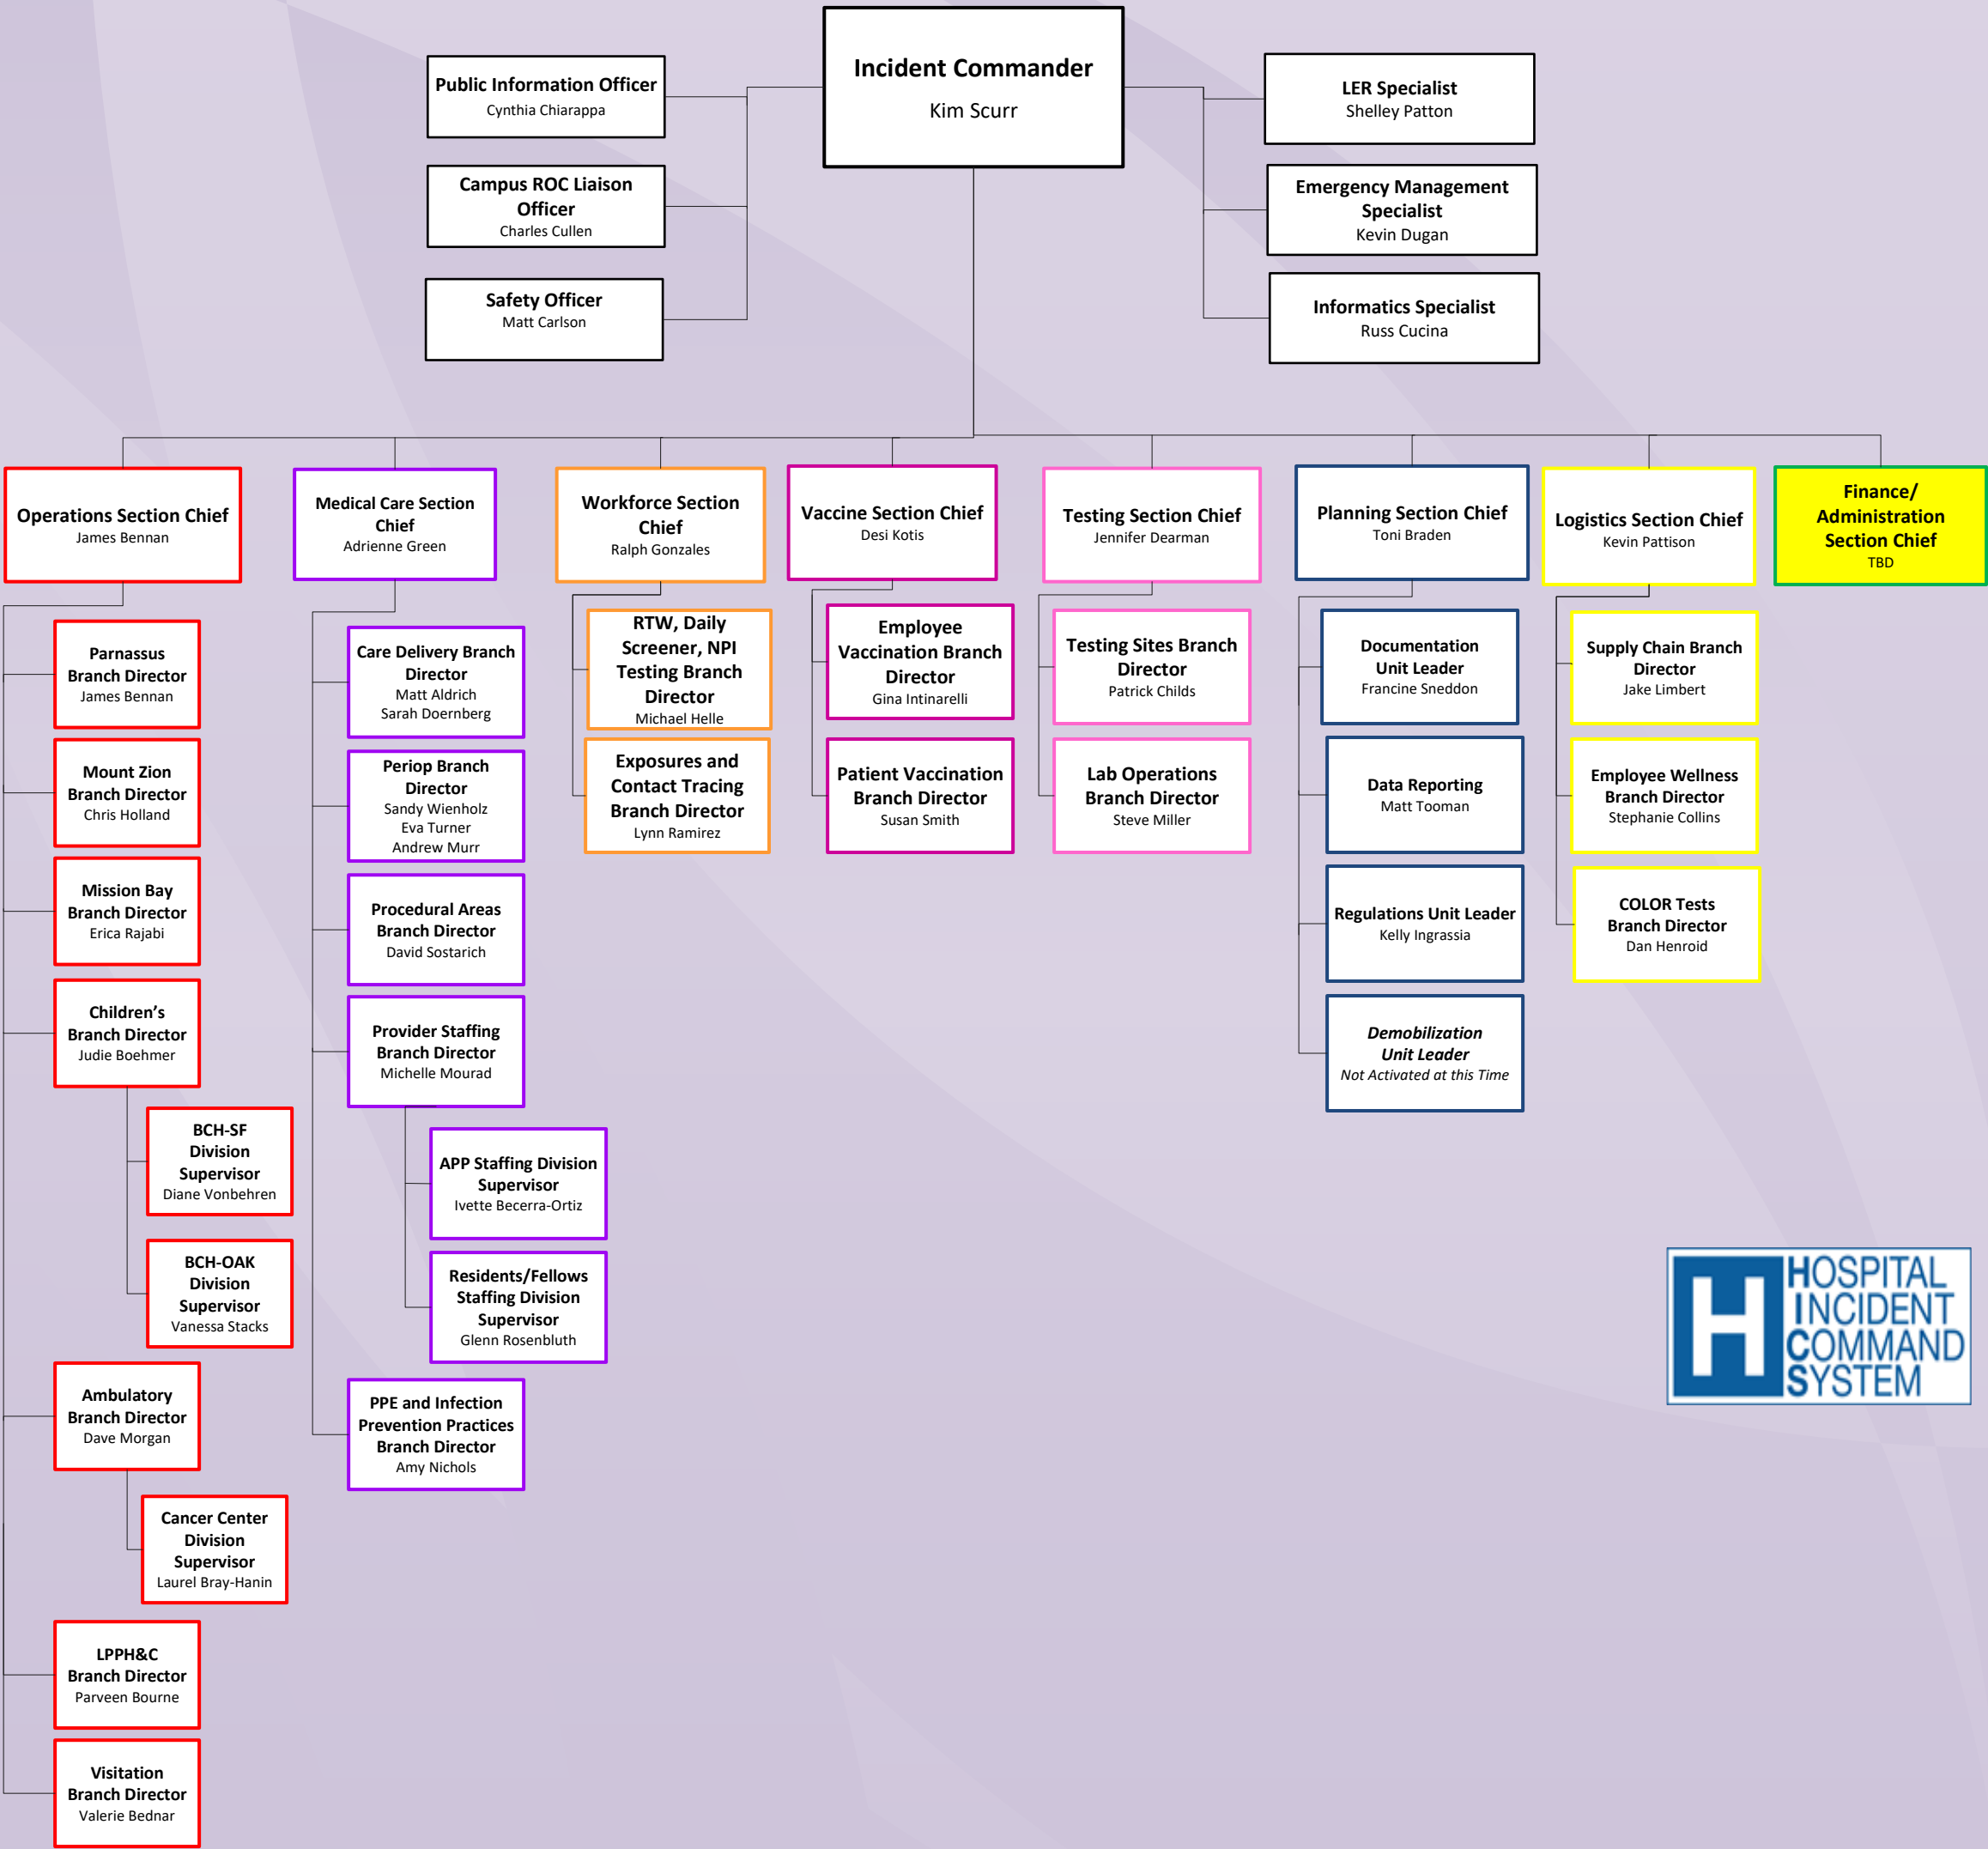 Incident Commander
Kim Scurr
Public Information Officer
Cynthia Chiarappa
Campus ROC Liaison
Officer
Charles Cullen
Safety Officer
Matt Carlson
LER Specialist
Shelley Patton
Emergency Management
Specialist
Kevin Dugan
Informatics Specialist
Russ Cucina
Operations Section Chief
James Bennan
Parnassus
Branch Director
James Bennan
Mount Zion
Branch Director
Chris Holland
Mission Bay
Branch Director
Erica Rajabi
Children’s
Branch Director
Judie Boehmer
BCH-SF
Division
Supervisor
Diane Vonbehren
BCH-OAK
Division
Supervisor
Vanessa Stacks
Ambulatory
Branch Director
Dave Morgan
Cancer Center
Division
Supervisor
Laurel Bray-Hanin
LPPH&C
Branch Director
Parveen Bourne
Visitation
Branch Director
Valerie Bednar
Medical Care Section
Chief
Adrienne Green
Care Delivery Branch
Director
Matt Aldrich
Sarah Doernberg
Periop Branch
Director
Sandy Wienholz
Eva Turner
Andrew Murr
Procedural Areas
Branch Director
David Sostarich
Provider Staffing
Branch Director
Michelle Mourad
APP Staffing Division
Supervisor
Ivette Becerra-Ortiz
Residents/Fellows
Staffing Division
Supervisor
Glenn Rosenbluth
PPE and Infection
Prevention Practices
Branch Director
Amy Nichols
Workforce Section
Chief
Ralph Gonzales
RTW, Daily
Screener, NPI
Testing Branch
Director
Michael Helle
Exposures and
Contact Tracing
Branch Director
Lynn Ramirez
Vaccine Section Chief
Desi Kotis
Employee
Vaccination Branch
Director
Gina Intinarelli
Patient Vaccination
Branch Director
Susan Smith
Testing Section Chief
Jennifer Dearman
Testing Sites Branch
Director
Patrick Childs
Lab Operations
Branch Director
Steve Miller
Planning Section Chief
Toni Braden
Documentation
Unit Leader
Francine Sneddon
Data Reporting
Matt Tooman
Regulations Unit Leader
Kelly Ingrassia
Demobilization
Unit Leader
Not Activated at this Time
Logistics Section Chief
Kevin Pattison
Supply Chain Branch
Director
Jake Limbert
Employee Wellness
Branch Director
Stephanie Collins
COLOR Tests
Branch Director
Dan Henroid
Finance/
Administration
Section Chief
TBD
H
HOSPITAL
INCIDENT
COMMAND
SYSTEM